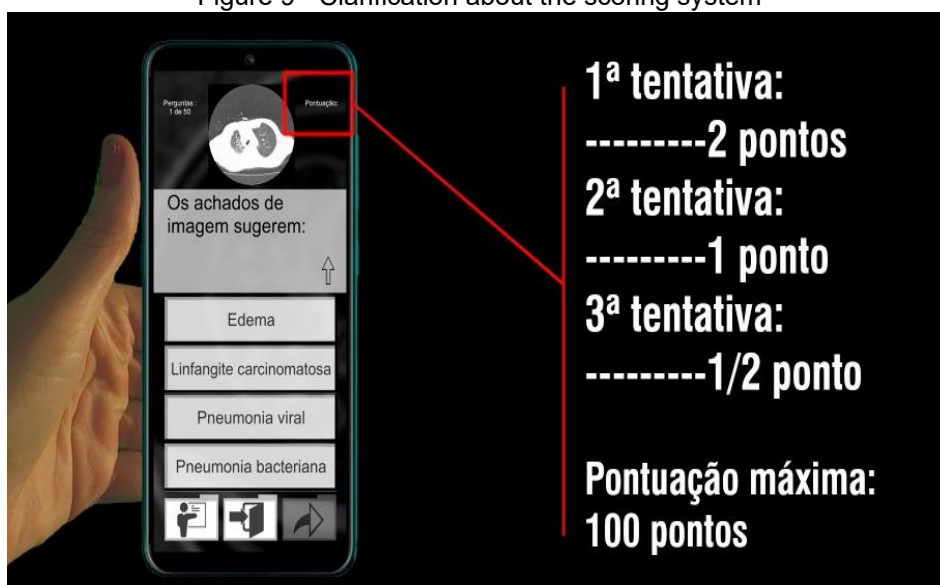 Figure 9 - Clarification about the scoring system
Perguntas :
1 de 50
Pontuação:
Os achados de
imagem sugerem:
Edema
Linfangite carcinomatosa
Pneumonia viral
Pneumonia bacteriana
1ª tentativa:
---------2 pontos
2ª tentativa:
---------1 ponto
3ª tentativa:
---------1/2 ponto
Pontuação máxima:
100 pontos